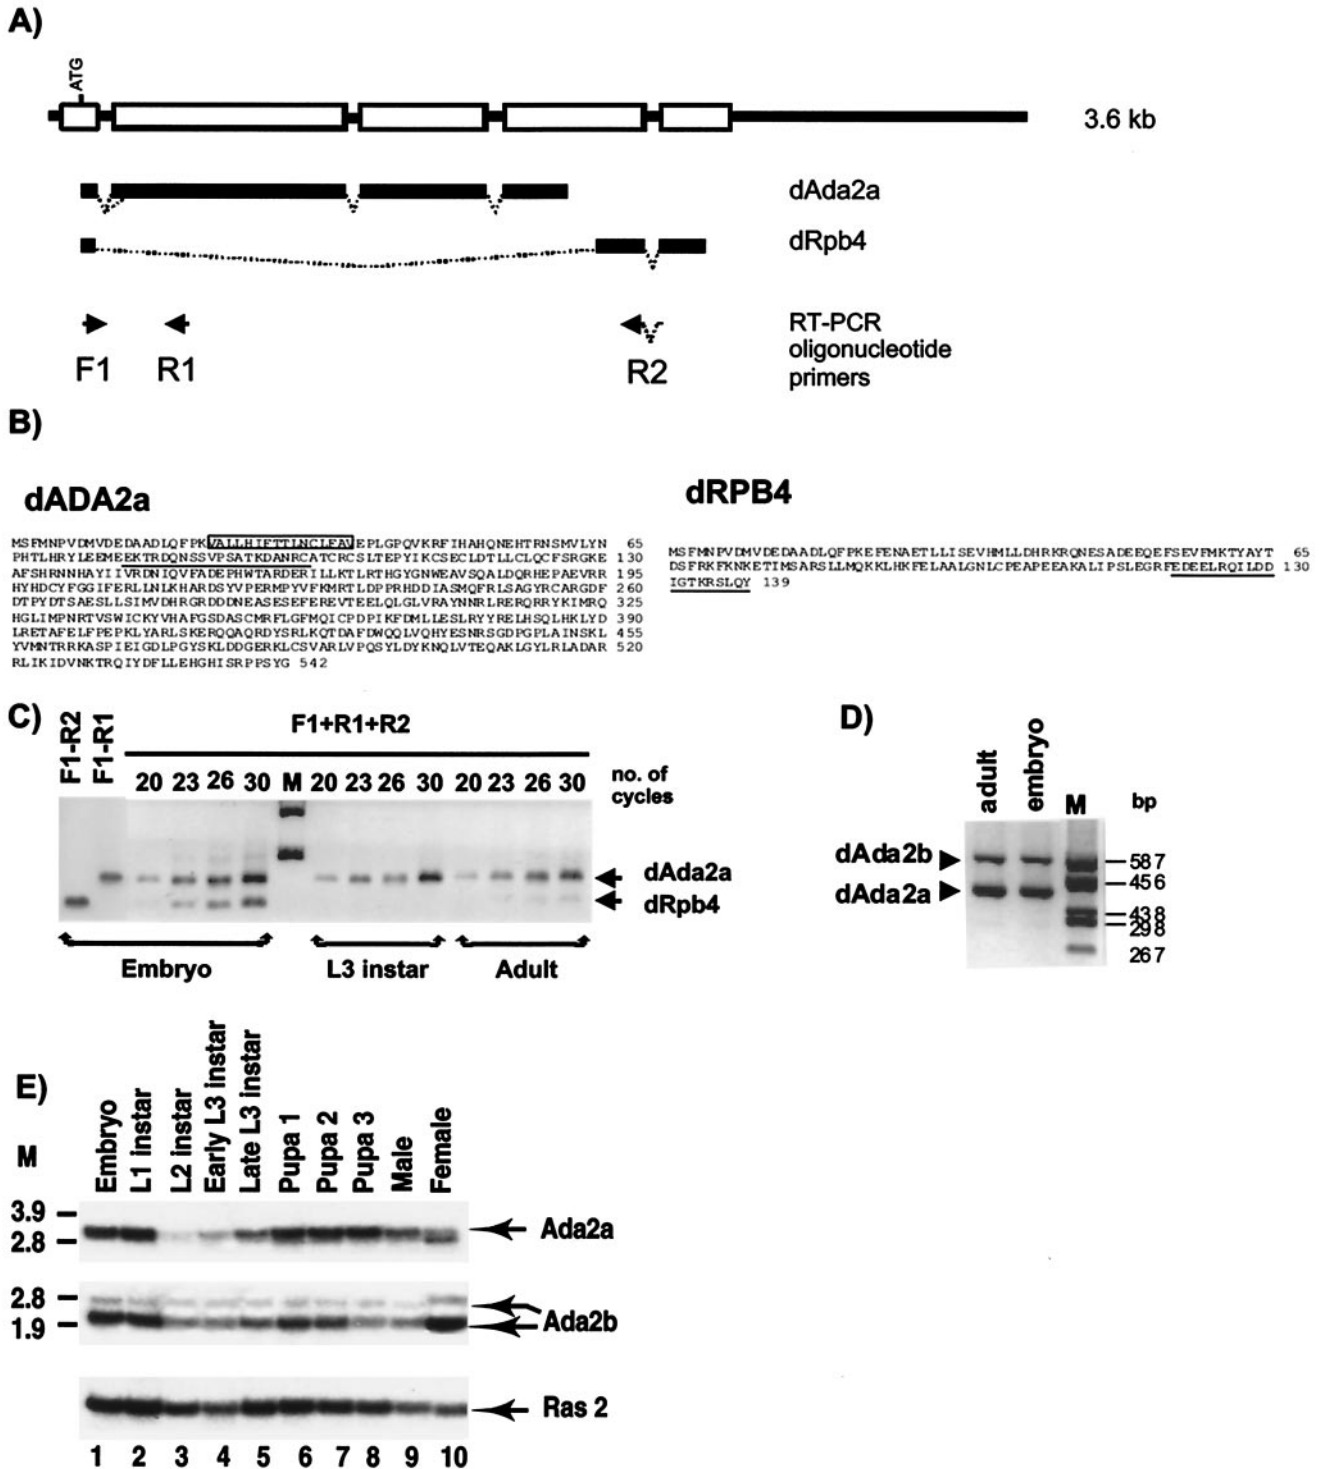 A)
ATG
3.6 kb
dAda2a
dRpb4
F1 R1 R2
RT-PCR
oligonucleotide
primers
B)
dADA2a
MSFMNPVDMVDEDAADLQFPKVALLHIFTTLNCLFAVEPLGPQVKRFIHAHQNEHTRNSMVLYN 65
PHTLHRYLEEMEEKTRDQNSSVPSATKDANRCATCRCSLTEPYIKCSECLDTLLCLQCFSRGKE 130
AFSHRNNHAYIIVRDNIQVFADEPHWTARDERILLKTLRTHGYGNWEAVSQALDQRHEPAEVRR 195
HYHDCYFGGIFERLLNLKHARDSYVPERMPYVFKMRTLDPPRHDDIASMQFRLSAGYRCARGDF 260
DTPYDTSAESLLSIMVDHRGRDDDNEASESEFEREVTEELQLGLVRAYNNRLRERQRRYKIMRQ 325
HGLIMPNRTVSWICKYVHAFGSDASCMRFLGFMQICPDPIKFDMLLESLRYYRELHSQLHKLYD 390
LRETAFELFPEPKLYARLSKERQQAQRDYSRLKQTDAFDWQQLVQHYESNRSGDPGPLAINSKL 455
YVMNTRRKASPIEIGDLPGYSKLDDGERKLCSVARLVPQSYLDYKNQLVTEQAKLGYLRLADAR 520
RLIKIDVNKTRQIYDFLLEHGHISRPPSYG 542
dRPB4
MSFMNPVDMVDEDAADLQFPKEFENAETLLISEVHMLLDHRKRQNESADEEQEFSEVFMKTYAYT 65
DSFRKFKNKETIMSARSLLMQKKLHKFELAALGNLCPEAPEEAKALIPSLEGRFEDEELRQILDD 130
IGTKRSLQY 139
C)
F1-R2
F1-R1
F1+R1+R2
20 23 26 30 M 20 23 26 30 20 23 26 30
no. of
cycles
dAda2a
dRpb4
Embryo L3 instar Adult
D)
adult
embryo
M bp
dAda2b
dAda2a
587
456
438
298
267
E)
M
Embryo
L1 instar
L2 instar
Early L3 instar
Late L3 instar
Pupa 1
Pupa 2
Pupa 3
Male
Female
3.9
2.8
Ada2a
2.8
1.9
Ada2b
Ras 2
1 2 3 4 5 6 7 8 9 10